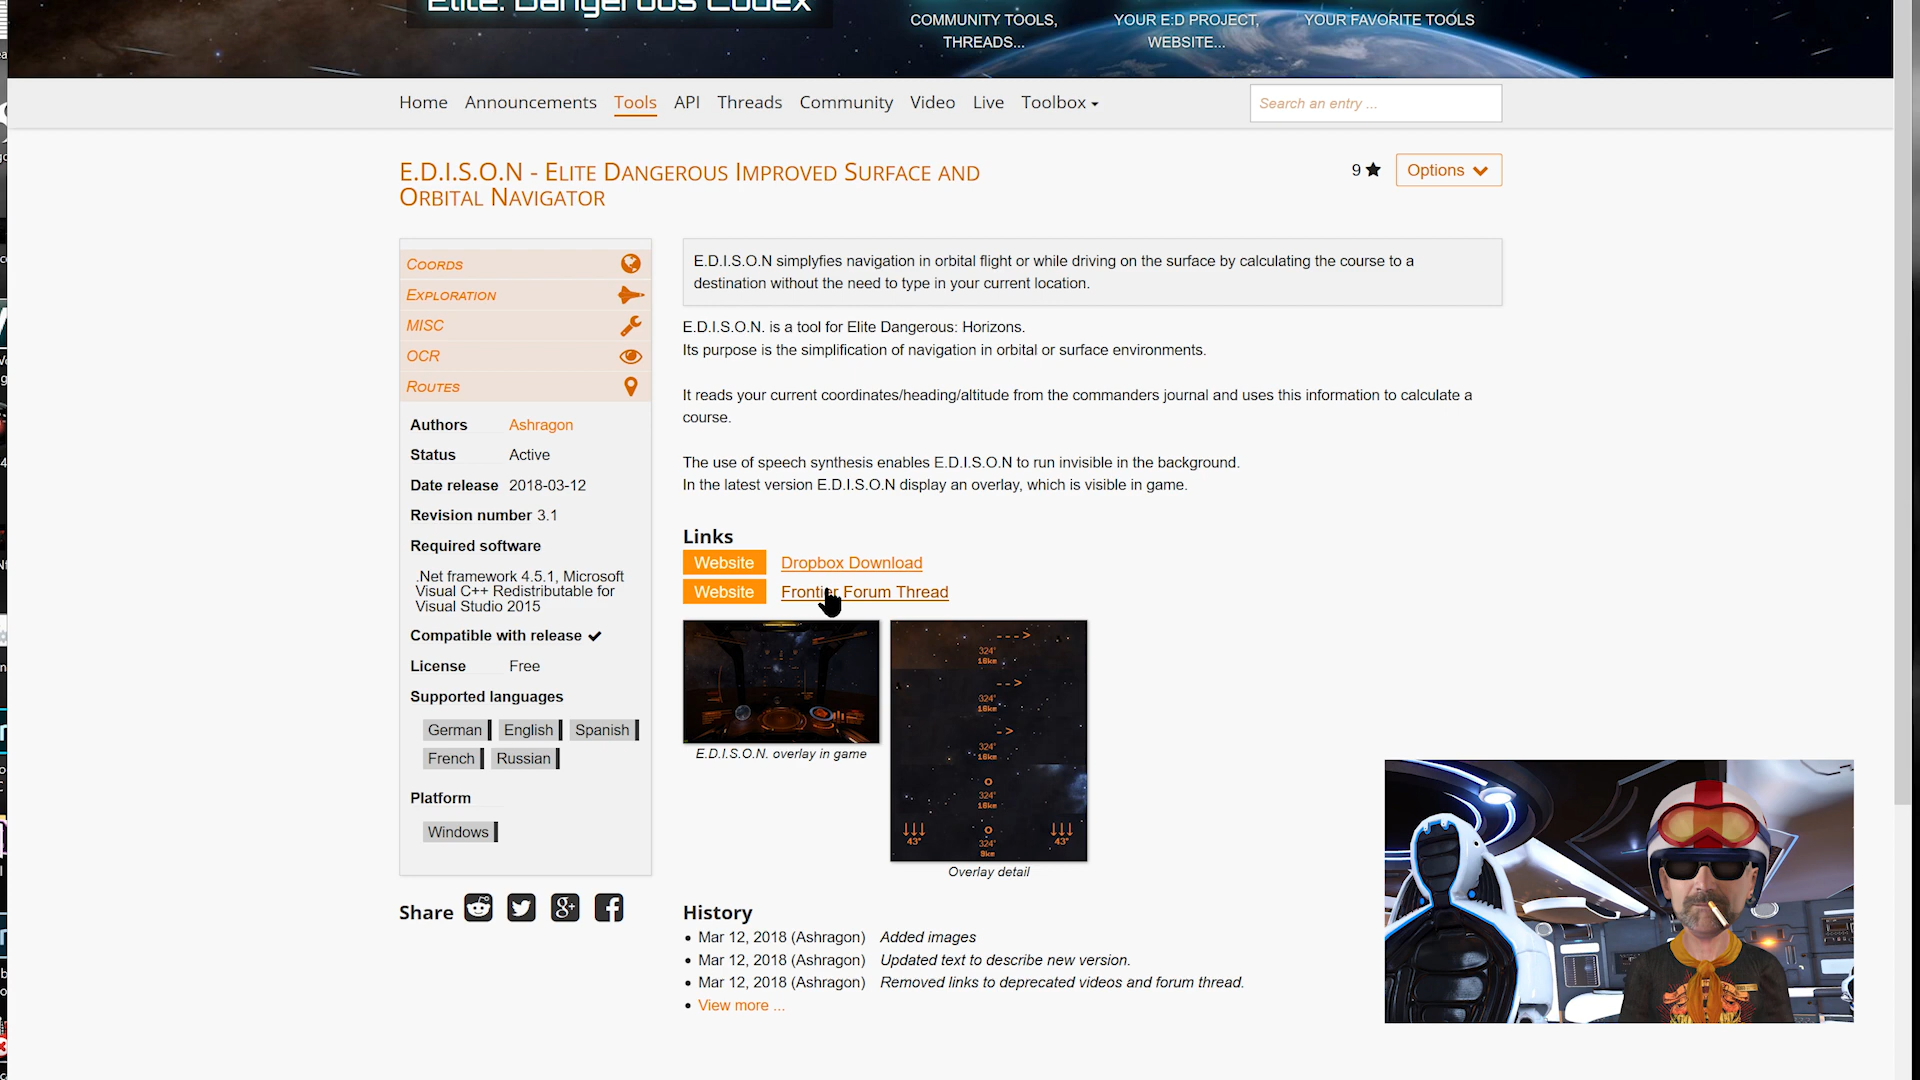 Elite: Dangerous Codex
COMMUNITY TOOLS,
THREADS...
YOUR E:D PROJECT,
WEBSITE...
YOUR FAVORITE TOOLS
Home Announcements Tools API Threads Community Video Live Toolbox
Search an entry ...
E.D.I.S.O.N - ELITE DANGEROUS IMPROVED SURFACE AND
ORBITAL NAVIGATOR
9
Options
COORDS
EXPLORATION
MISC
OCR
ROUTES
Authors Ashragon
Status Active
Date release 2018-03-12
Revision number 3.1
Required software
.Net framework 4.5.1, Microsoft
Visual C++ Redistributable for
Visual Studio 2015
Compatible with release
License Free
Supported languages
German English Spanish
French Russian
Platform
Windows
Share
E.D.I.S.O.N simplyfies navigation in orbital flight or while driving on the surface by calculating the course to a
destination without the need to type in your current location.
E.D.I.S.O.N. is a tool for Elite Dangerous: Horizons.
Its purpose is the simplification of navigation in orbital or surface environments.
It reads your current coordinates/heading/altitude from the commanders journal and uses this information to calculate a
course.
The use of speech synthesis enables E.D.I.S.O.N to run invisible in the background.
In the latest version E.D.I.S.O.N display an overlay, which is visible in game.
Links
Website Dropbox Download
Website Frontier Forum Thread
E.D.I.S.O.N. overlay in game
---->
324°
18km
-->
324°
18km
->
324°
18km
o
324°
18km
o
43° 324° 43°
9km
Overlay detail
History
Mar 12, 2018 (Ashragon) Added images
Mar 12, 2018 (Ashragon) Updated text to describe new version.
Mar 12, 2018 (Ashragon) Removed links to deprecated videos and forum thread.
View more ...